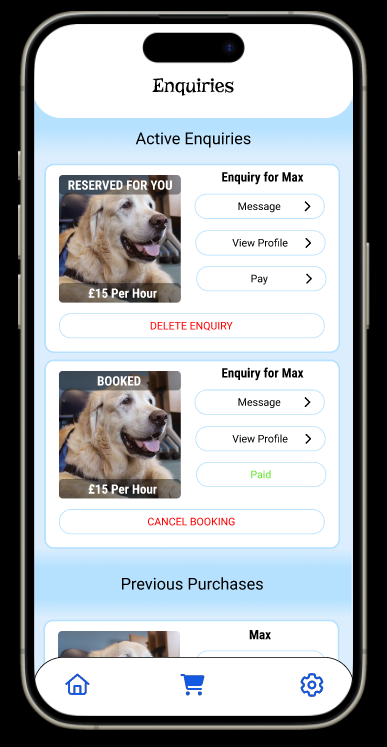 Enquiries
Active Enquiries
RESERVED FOR YOU
£15 Per Hour
Enquiry for Max
Message
View Profile
Pay
DELETE ENQUIRY
BOOKED
£15 Per Hour
Enquiry for Max
Message
View Profile
Paid
CANCEL BOOKING
Previous Purchases
Max